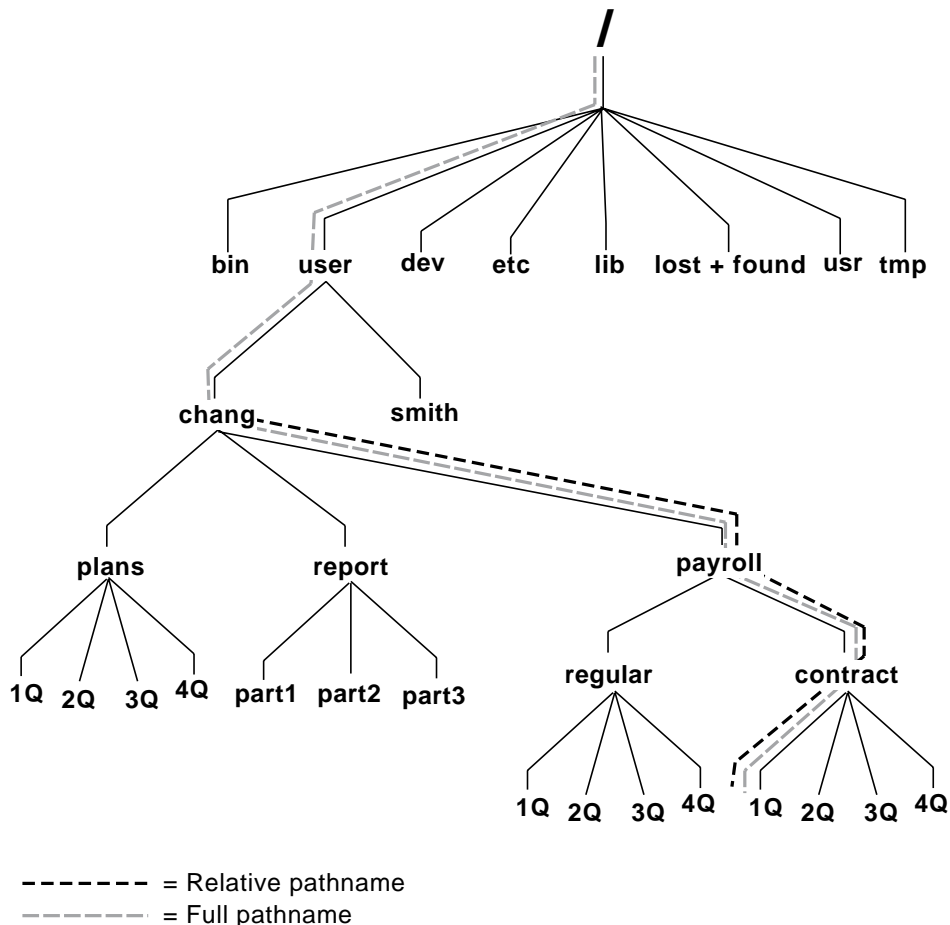 /
bin user dev etc lib lost + found usr tmp
chang smith
plans report payroll
regular contract
1Q 2Q 3Q 4Q part1 part2 part3
1Q 2Q 3Q 4Q 1Q 2Q 3Q 4Q
= Relative pathname
= Full pathname